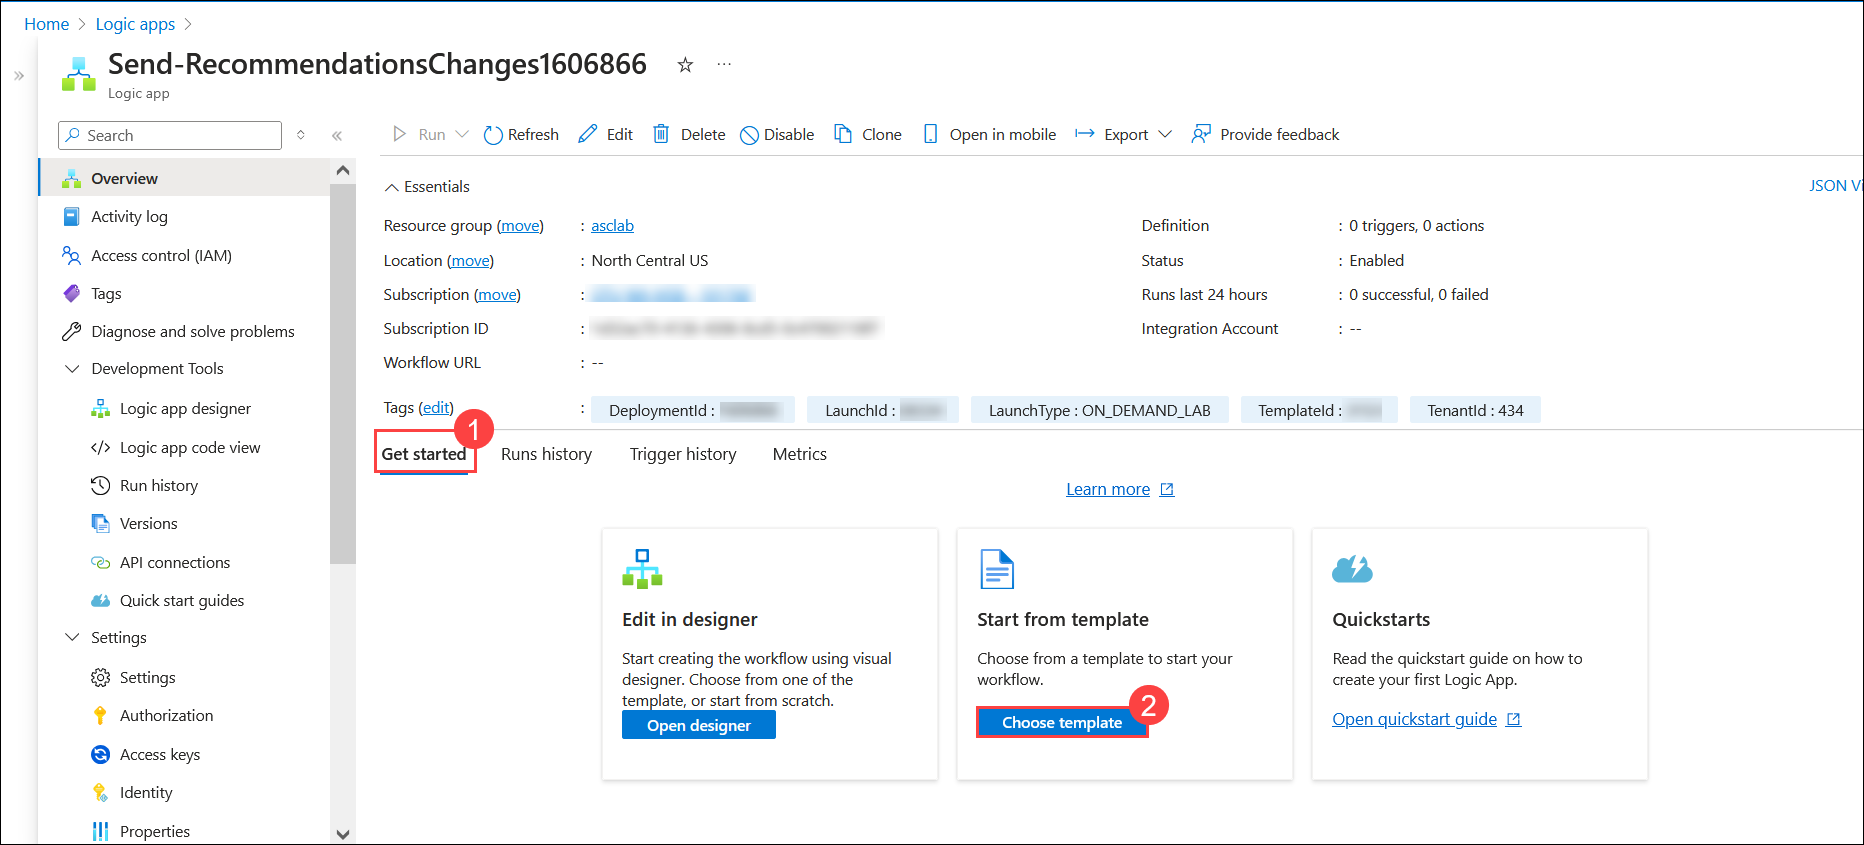 Home > Logic apps >
Send-RecommendationsChanges1606866
Logic app
Search
Run Refresh Edit Delete Disable Clone Open in mobile Export Provide feedback
Overview
Activity log
Access control (IAM)
Tags
Diagnose and solve problems
Development Tools
Logic app designer
Logic app code view
Run history
Versions
API connections
Quick start guides
Settings
Settings
Authorization
Access keys
Identity
Properties
Essentials
JSON Vi
Resource group (move) : asclab
Location (move) : North Central US
Subscription (move) :
Subscription ID :
Workflow URL : --
Definition : 0 triggers, 0 actions
Status : Enabled
Runs last 24 hours : 0 successful, 0 failed
Integration Account : --
Tags (edit) : DeploymentId : LaunchId : LaunchType : ON_DEMAND_LAB TemplateId : TenantId : 434
1
Get started Runs history Trigger history Metrics
Learn more
Edit in designer
Start creating the workflow using visual
designer. Choose from one of the
template, or start from scratch.
Open designer
Start from template
Choose from a template to start your
workflow.
2
Choose template
Quickstarts
Read the quickstart guide on how to
create your first Logic App.
Open quickstart guide